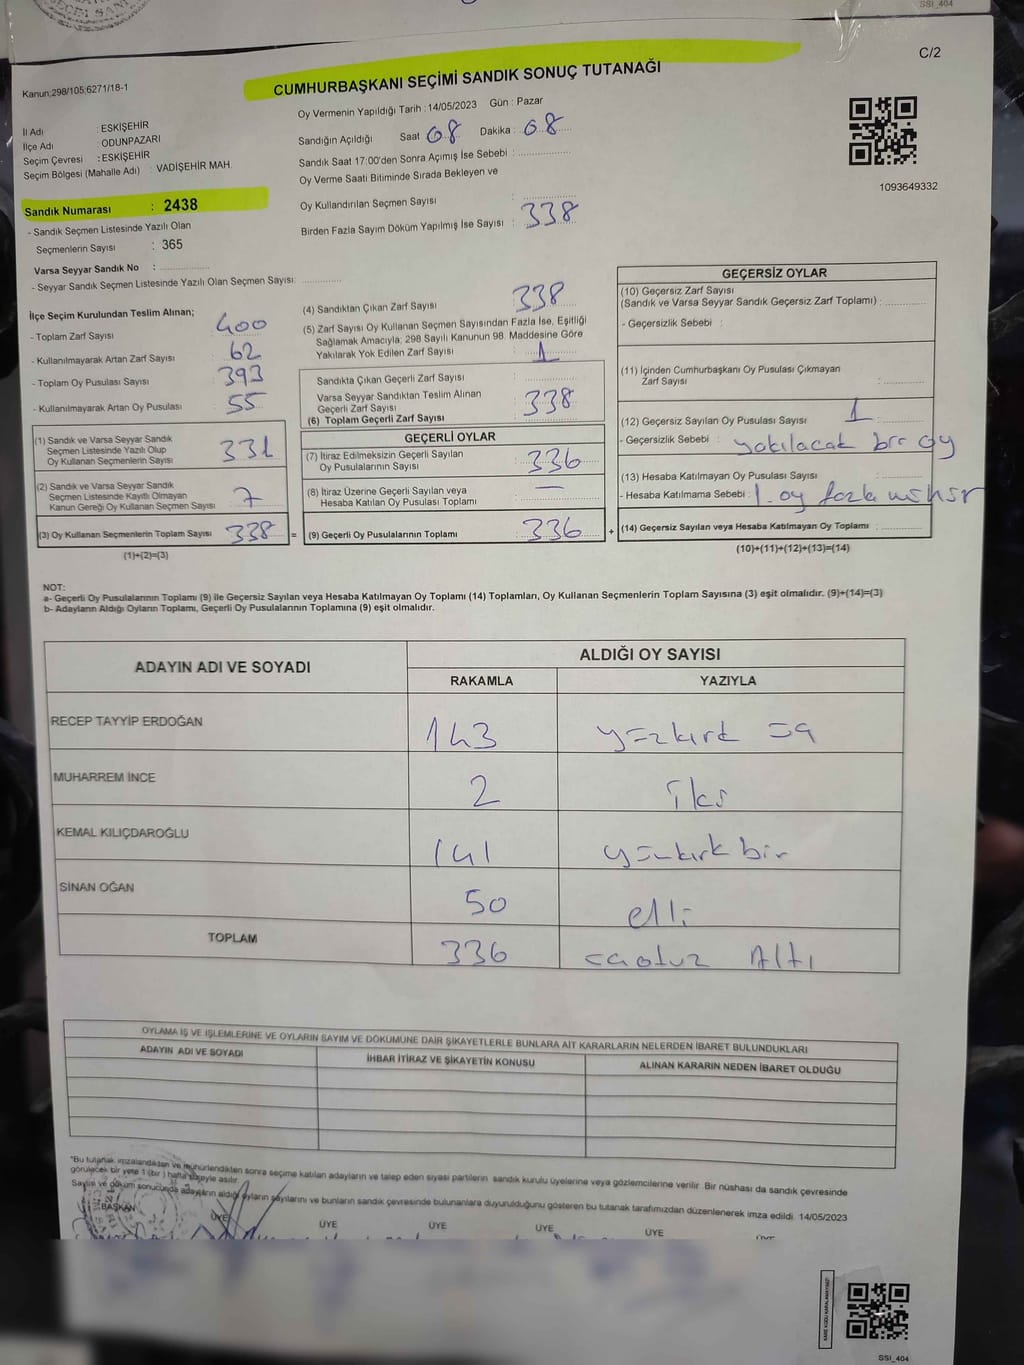 SSI_404
C/2
Kanun:298/105;6271/18-1
CUMHURBAŞKANI SEÇİMİ SANDIK SONUÇ TUTANAĞI
Oy Vermenin Yapıldığı Tarih : 14/05/2023 Gün : Pazar
İl Adı : ESKİŞEHİR
İlçe Adı ODUNPAZARI
Seçim Çevresi : ESKİŞEHİR
Seçim Bölgesi (Mahalle Adı) : VADİŞEHİR MAH.
Sandık Numarası : 2438
- Sandık Seçmen Listesinde Yazılı Olan
Seçmenlerin Sayısı : 365
Varsa Seyyar Sandık No :
- Seyyar Sandık Seçmen Listesinde Yazılı Olan Seçmen Sayısı:
Sandığın Açıldığı Saat 08 Dakika : 08
Sandık Saat 17:00'den Sonra Açımış İse Sebebi :
Oy Verme Saati Bitiminde Sırada Bekleyen ve
Oy Kullandırılan Seçmen Sayısı :
Birden Fazla Sayım Döküm Yapılmış İse Sayısı : 338
1093649332
İlçe Seçim Kurulundan Teslim Alınan;
- Toplam Zarf Sayısı : 400
- Kullanılmayarak Artan Zarf Sayısı : 62
- Toplam Oy Pusulası Sayısı : 393
- Kullanılmayarak Artan Oy Pusulası : 55
(1) Sandık ve Varsa Seyyar Sandık
Seçmen Listesinde Yazılı Olup
Oy Kullanan Seçmenlerin Sayısı : 331
(2) Sandık ve Varsa Seyyar Sandık
Seçmen Listesinde Kayıtlı Olmayan
Kanun Gereği Oy Kullanan Seçmen Sayısı : 7
(3) Oy Kullanan Seçmenlerin Toplam Sayısı 338
(1)+(2)=(3)
(4) Sandıktan Çıkan Zarf Sayısı : 338
(5) Zarf Sayısı Oy Kullanan Seçmen Sayısından Fazla İse, Eşitliği
Sağlamak Amacıyla; 298 Sayılı Kanunun 98. Maddesine Göre
Yakılarak Yok Edilen Zarf Sayısı : 1
Sandıkta Çıkan Geçerli Zarf Sayısı :
Varsa Seyyar Sandıktan Teslim Alınan
Geçerli Zarf Sayısı :
(6) Toplam Geçerli Zarf Sayısı : 338
GEÇERLİ OYLAR
(7) İtiraz Edilmeksizin Geçerli Sayılan
Oy Pusulalarının Sayısı : 336
(8) İtiraz Üzerine Geçerli Sayılan veya
Hesaba Katılan Oy Pusulası Toplamı : —
= (9) Geçerli Oy Pusulalarının Toplamı : 336 +
GEÇERSİZ OYLAR
(10) Geçersiz Zarf Sayısı
(Sandık ve Varsa Seyyar Sandık Geçersiz Zarf Toplamı) :
- Geçersizlik Sebebi :
(11) İçinden Cumhurbaşkanı Oy Pusulası Çıkmayan
Zarf Sayısı :
(12) Geçersiz Sayılan Oy Pusulası Sayısı : 1
- Geçersizlik Sebebi : yakılacak bir oy
(13) Hesaba Katılmayan Oy Pusulası Sayısı :
- Hesaba Katılmama Sebebi : 1 oy fazla
(14) Geçersiz Sayılan veya Hesaba Katılmayan Oy Toplamı :
(10)+(11)+(12)+(13)=(14)
NOT:
a- Geçerli Oy Pusulalarının Toplamı (9) ile Geçersiz Sayılan veya Hesaba Katılmayan Oy Toplamı (14) Toplamları, Oy Kullanan Seçmenlerin Toplam Sayısına (3) eşit olmalıdır. (9)+(14)=(3)
b- Adayların Aldığı Oyların Toplamı, Geçerli Oy Pusulalarının Toplamına (9) eşit olmalıdır.
ADAYIN ADI VE SOYADI ALDIĞI OY SAYISI
RAKAMLA YAZIYLA
RECEP TAYYİP ERDOĞAN 143 yüzkırk üç
MUHARREM İNCE 2 iki
KEMAL KILIÇDAROĞLU 141 yüzkırk bir
SİNAN OĞAN 50 elli
TOPLAM 336 üçotuz Altı
OYLAMA İŞ VE İŞLEMLERİNE VE OYLARIN SAYIM VE DÖKÜMÜNE DAİR ŞİKAYETLERLE BUNLARA AİT KARARLARIN NELERDEN İBARET BULUNDUKLARI
ADAYIN ADI VE SOYADI İHBAR İTİRAZ VE ŞİKAYETİN KONUSU ALINAN KARARIN NEDEN İBARET OLDUĞU
"Bu tutanak imzalandıktan ve mühürlendikten sonra seçime katılan adayların ve talep eden siyasi partilerin sandık kurulu üyelerine veya gözlemcilerine verilir. Bir nüshası da sandık çevresinde
görülecek bir yere 1 (bir) hafta süreyle asılır.
Sayım ve döküm sonucunda adayların aldığı oyların sayılarını ve bunların sandık çevresinde bulunanlara duyurulduğunu gösteren bu tutanak tarafımızdan düzenlenerek imza edildi. 14/05/2023
BAŞKAN ÜYE ÜYE ÜYE ÜYE ÜYE
SSI_404